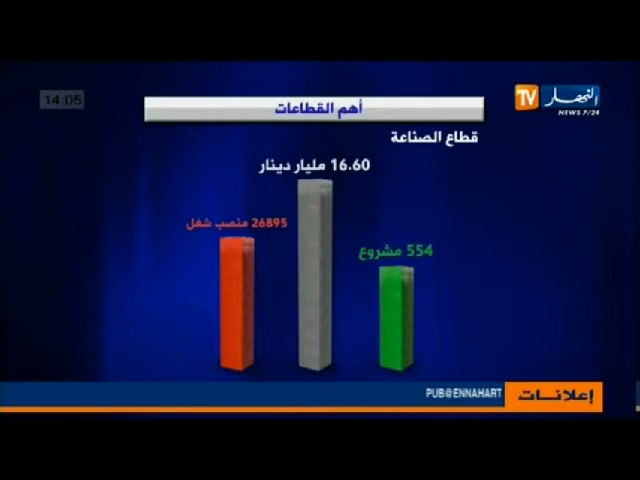 14:05
النهار TV
NEWS 7/24
أهم القطاعات
قطاع الصناعة
16.60 مليار دينار
26895 منصب شغل
554 مشروع
إعلانات
PUB@ENNAHART